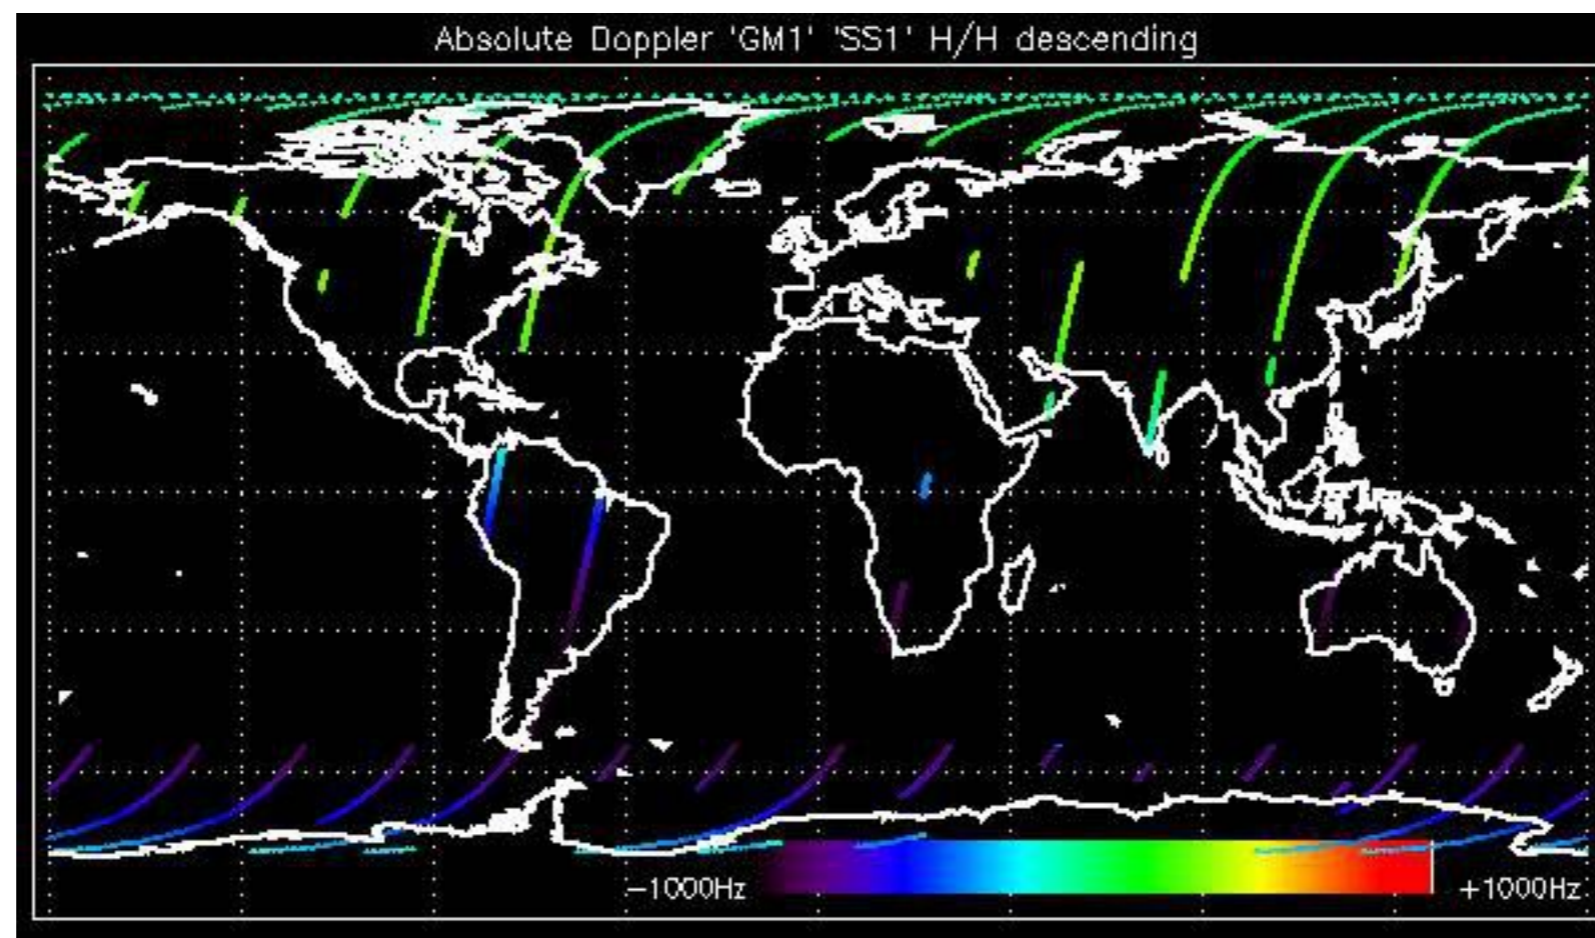 Absolute Doppler 'GM1' 'SS1' H/H descending
−1000Hz
+1000Hz